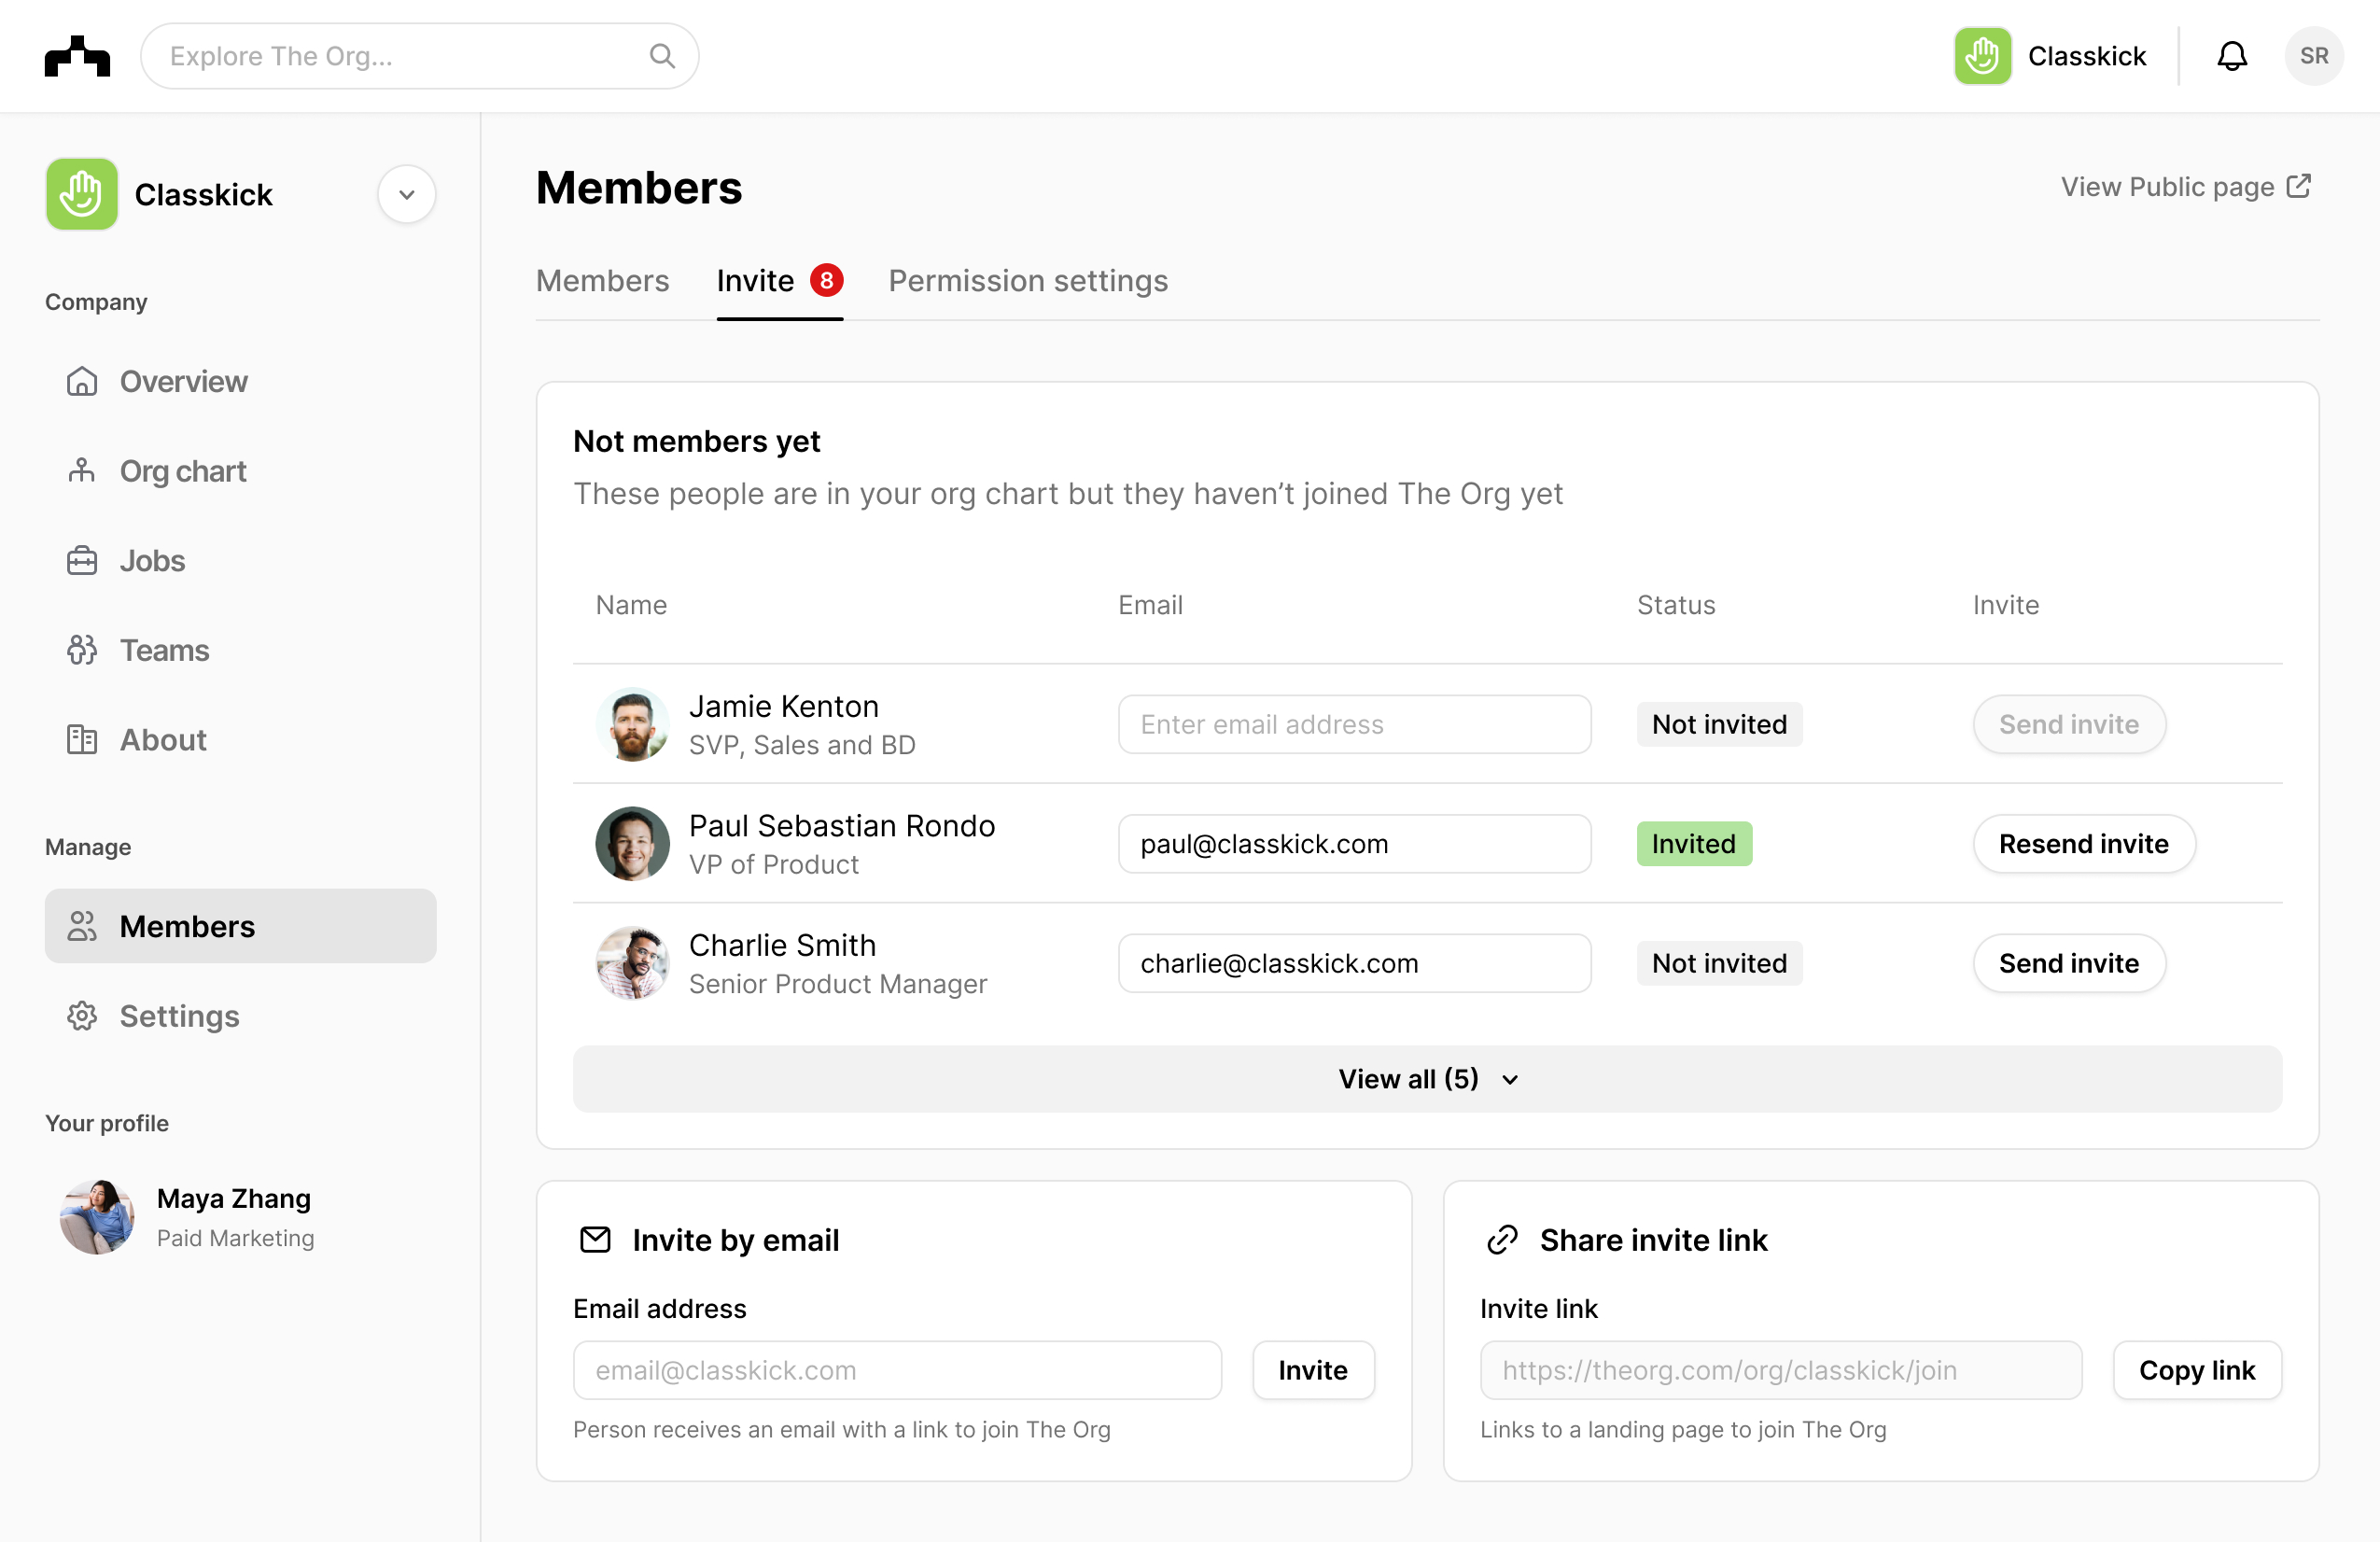 Explore The Org...
Classkick
SR
Classkick
Company
Overview
Org chart
Jobs
Teams
About
Manage
Members
Settings
Your profile
Maya Zhang
Paid Marketing
Members
View Public page
Members
Invite 8
Permission settings
Not members yet
These people are in your org chart but they haven’t joined The Org yet
Name
Email
Status
Invite
Jamie Kenton
SVP, Sales and BD
Enter email address
Not invited
Send invite
Paul Sebastian Rondo
VP of Product
paul@classkick.com
Invited
Resend invite
Charlie Smith
Senior Product Manager
charlie@classkick.com
Not invited
Send invite
View all (5)
Invite by email
Email address
email@classkick.com
Invite
Person receives an email with a link to join The Org
Share invite link
Invite link
https://theorg.com/org/classkick/join
Copy link
Links to a landing page to join The Org